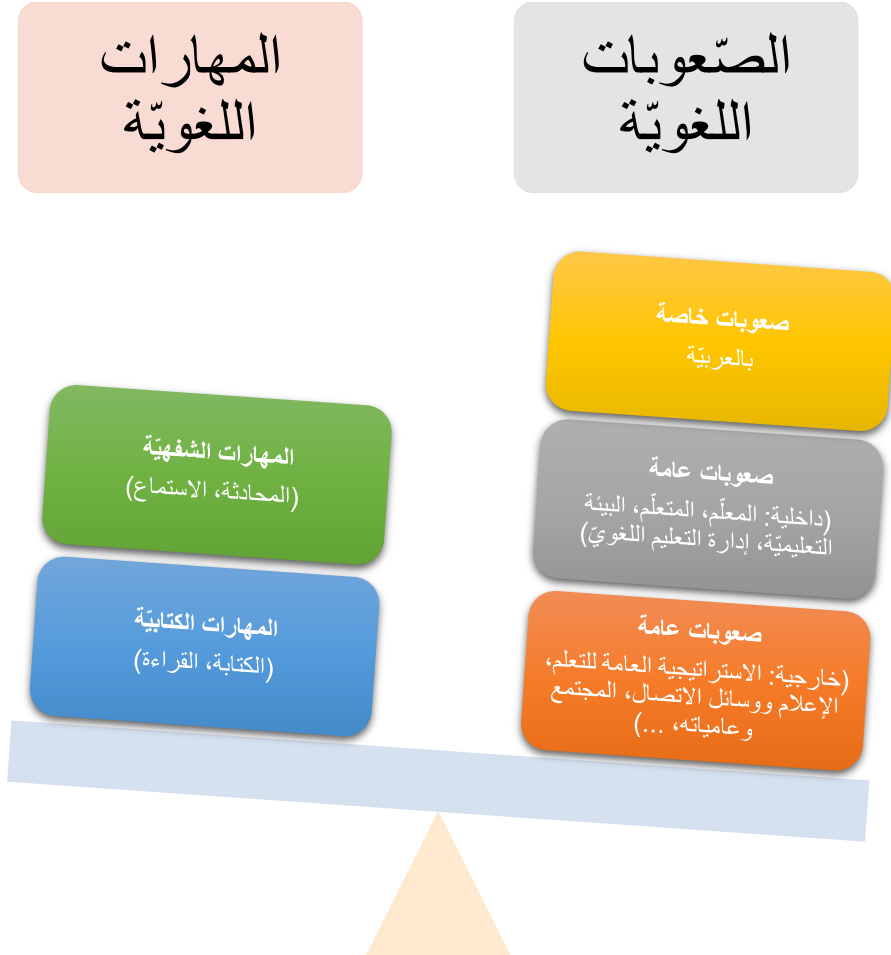 الصّعوبات
اللغويّة
المهارات
اللغويّة
صعوبات خاصة
بالعربيّة
صعوبات عامة
(داخلية: المعلّم، المتعلّم، البيئة
التعليميّة، إدارة التعليم اللغويّ)
صعوبات عامة
(خارجية: الاستراتيجية العامة للتعلم،
الإعلام ووسائل الاتصال، المجتمع
وعامياته، ...)
المهارات الشفهيّة
(المحادثة، الاستماع)
المهارات الكتابيّة
(الكتابة، القراءة)